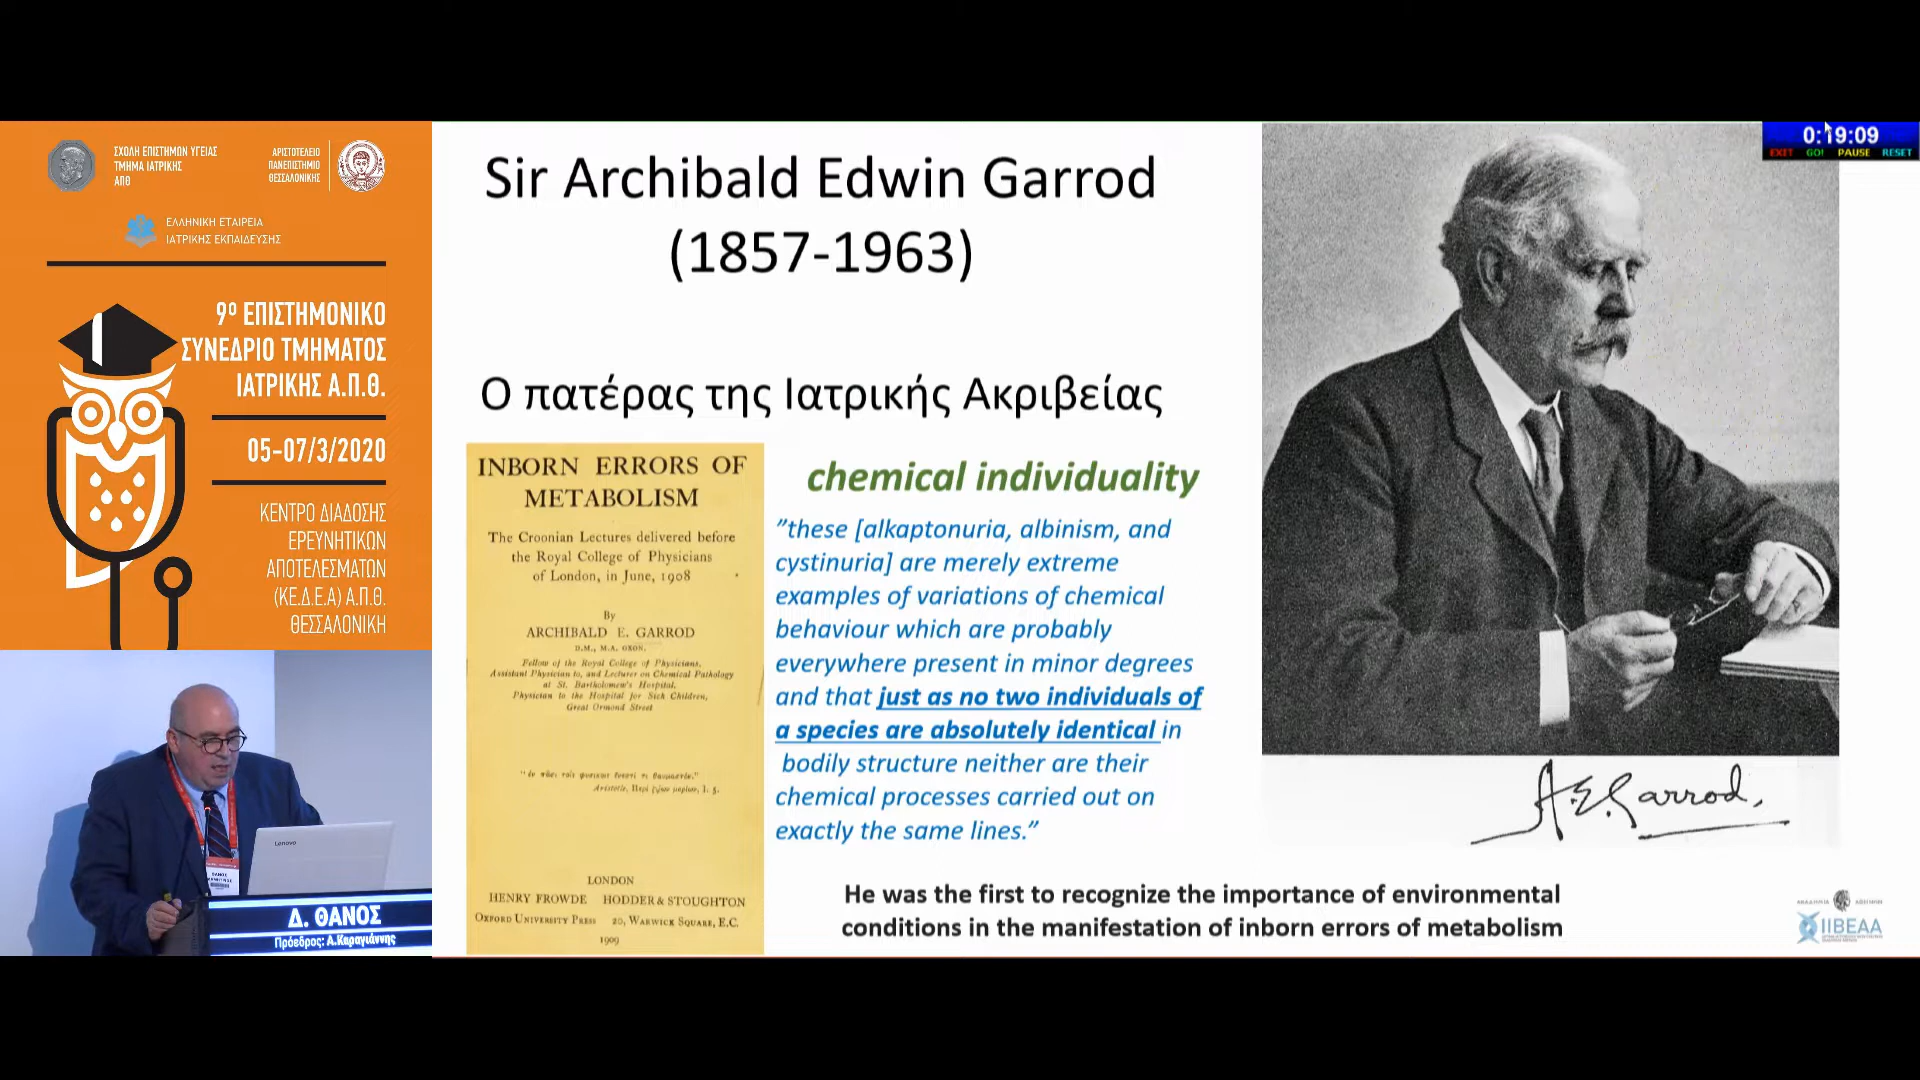 ΣΧΟΛΗ ΕΠΙΣΤΗΜΩΝ ΥΓΕΙΑΣ
ΤΜΗΜΑ ΙΑΤΡΙΚΗΣ
ΑΠΘ
ΑΡΙΣΤΟΤΕΛΕΙΟ
ΠΑΝΕΠΙΣΤΗΜΙΟ
ΘΕΣΣΑΛΟΝΙΚΗΣ
ΕΛΛΗΝΙΚΗ ΕΤΑΙΡΕΙΑ
ΙΑΤΡΙΚΗΣ ΕΚΠΑΙΔΕΥΣΗΣ
9ο ΕΠΙΣΤΗΜΟΝΙΚΟ
ΣΥΝΕΔΡΙΟ ΤΜΗΜΑΤΟΣ
ΙΑΤΡΙΚΗΣ Α.Π.Θ.
05-07/3/2020
ΚΕΝΤΡΟ ΔΙΑΔΟΣΗΣ
ΕΡΕΥΝΗΤΙΚΩΝ
ΑΠΟΤΕΛΕΣΜΑΤΩΝ
(ΚΕ.Δ.Ε.Α) Α.Π.Θ.
ΘΕΣΣΑΛΟΝΙΚΗ
Lenovo
ΘΑΝΟΣ
Δ. ΘΑΝΟΣ
Πρόεδρος: Α.Καραγιάννης
Sir Archibald Edwin Garrod
(1857-1963)
Ο πατέρας της Ιατρικής Ακριβείας
INBORN ERRORS OF
METABOLISM
The Croonian Lectures delivered before
the Royal College of Physicians
of London, in June, 1908
By
ARCHIBALD E. GARROD
D.M., M.A. OXON.
Fellow of the Royal College of Physicians,
Assistant Physician to, and Lecturer on Chemical Pathology
at St. Bartholomew's Hospital,
Physician to the Hospital for Sick Children,
Great Ormond Street
LONDON
HENRY FROWDE HODDER & STOUGHTON
OXFORD UNIVERSITY PRESS 20, WARWICK SQUARE, E.C.
1909
chemical individuality
”these [alkaptonuria, albinism, and
cystinuria] are merely extreme
examples of variations of chemical
behaviour which are probably
everywhere present in minor degrees
and that just as no two individuals of
a species are absolutely identical in
bodily structure neither are their
chemical processes carried out on
exactly the same lines.”
He was the first to recognize the importance of environmental
conditions in the manifestation of inborn errors of metabolism
0:19:09
EXIT GO! PAUSE RESET
A.E.Garrod.
IIBEAA